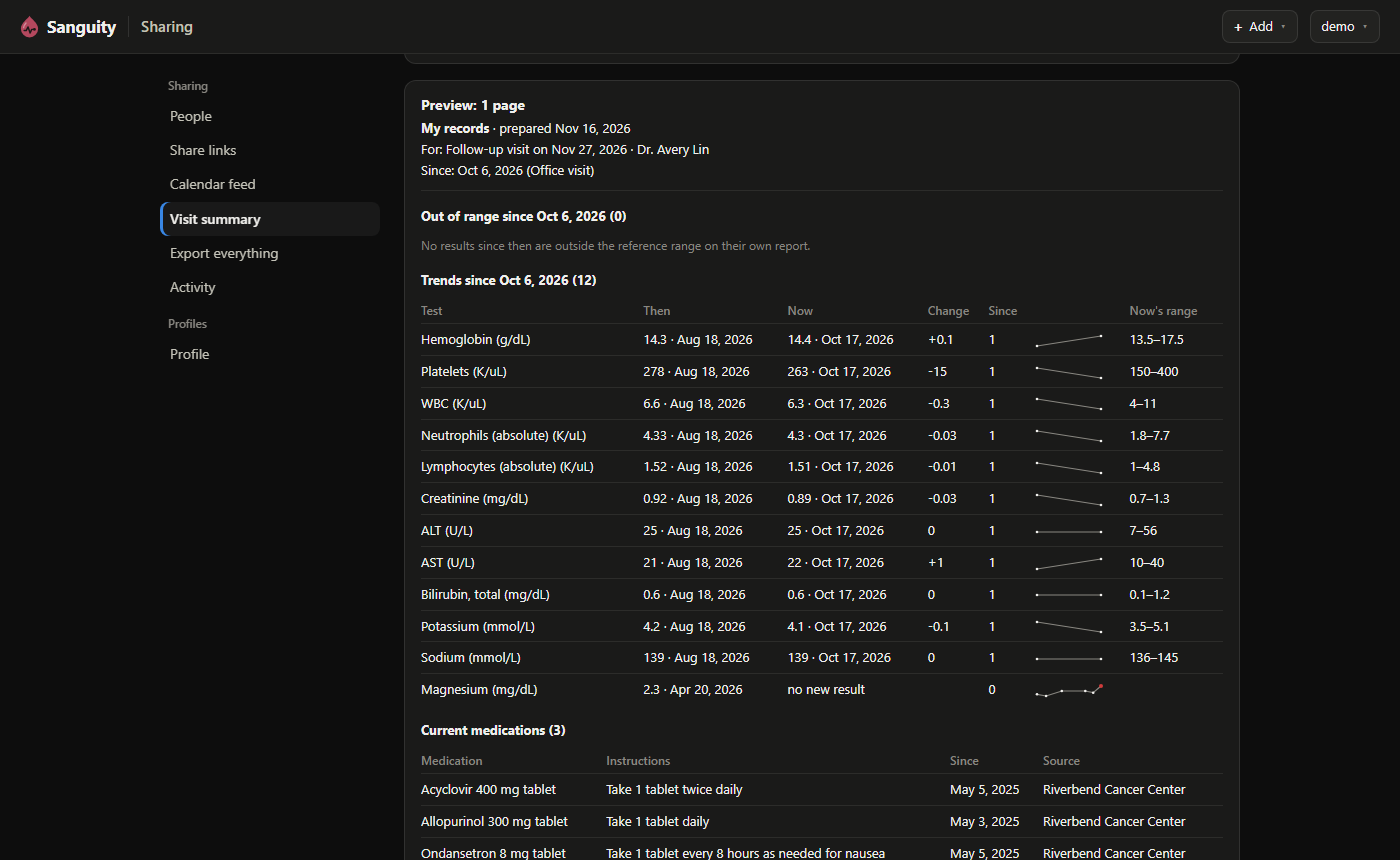 Sanguity
Sharing
+ Add
demo
Sharing
People
Share links
Calendar feed
Visit summary
Export everything
Activity
Profiles
Profile
Preview: 1 page
My records · prepared Nov 16, 2026
For: Follow-up visit on Nov 27, 2026 · Dr. Avery Lin
Since: Oct 6, 2026 (Office visit)
Out of range since Oct 6, 2026 (0)
No results since then are outside the reference range on their own report.
Trends since Oct 6, 2026 (12)
Test Then Now Change Since Now's range
Hemoglobin (g/dL) 14.3 · Aug 18, 2026 14.4 · Oct 17, 2026 +0.1 1 13.5–17.5
Platelets (K/uL) 278 · Aug 18, 2026 263 · Oct 17, 2026 -15 1 150–400
WBC (K/uL) 6.6 · Aug 18, 2026 6.3 · Oct 17, 2026 -0.3 1 4–11
Neutrophils (absolute) (K/uL) 4.33 · Aug 18, 2026 4.3 · Oct 17, 2026 -0.03 1 1.8–7.7
Lymphocytes (absolute) (K/uL) 1.52 · Aug 18, 2026 1.51 · Oct 17, 2026 -0.01 1 1–4.8
Creatinine (mg/dL) 0.92 · Aug 18, 2026 0.89 · Oct 17, 2026 -0.03 1 0.7–1.3
ALT (U/L) 25 · Aug 18, 2026 25 · Oct 17, 2026 0 1 7–56
AST (U/L) 21 · Aug 18, 2026 22 · Oct 17, 2026 +1 1 10–40
Bilirubin, total (mg/dL) 0.6 · Aug 18, 2026 0.6 · Oct 17, 2026 0 1 0.1–1.2
Potassium (mmol/L) 4.2 · Aug 18, 2026 4.1 · Oct 17, 2026 -0.1 1 3.5–5.1
Sodium (mmol/L) 139 · Aug 18, 2026 139 · Oct 17, 2026 0 1 136–145
Magnesium (mg/dL) 2.3 · Apr 20, 2026 no new result 0
Current medications (3)
Medication Instructions Since Source
Acyclovir 400 mg tablet Take 1 tablet twice daily May 5, 2025 Riverbend Cancer Center
Allopurinol 300 mg tablet Take 1 tablet daily May 3, 2025 Riverbend Cancer Center
Ondansetron 8 mg tablet Take 1 tablet every 8 hours as needed for nausea May 5, 2025 Riverbend Cancer Center